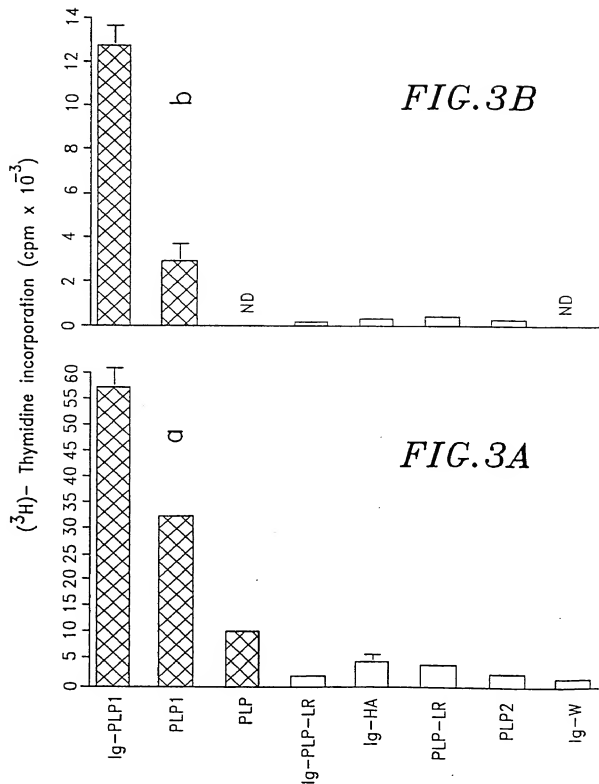 (³H)- Thymidine incorporation (cpm x 10⁻³)
14
12
10
8
6
4
2
0
b
ND
ND
FIG.3B
60
55
50
45
40
35
30
25
20
15
10
5
0
a
FIG.3A
Ig-PLP1
PLP1
PLP
Ig-PLP-LR
Ig-HA
PLP-LR
PLP2
Ig-W